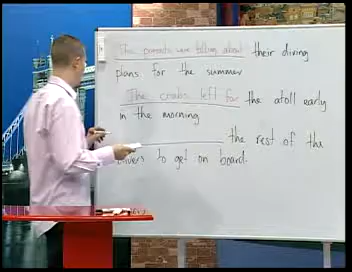 The parents were talking about their diving
plans for the summer
The crabs left for the atoll early
in the morning
the rest of the
divers to get on board.